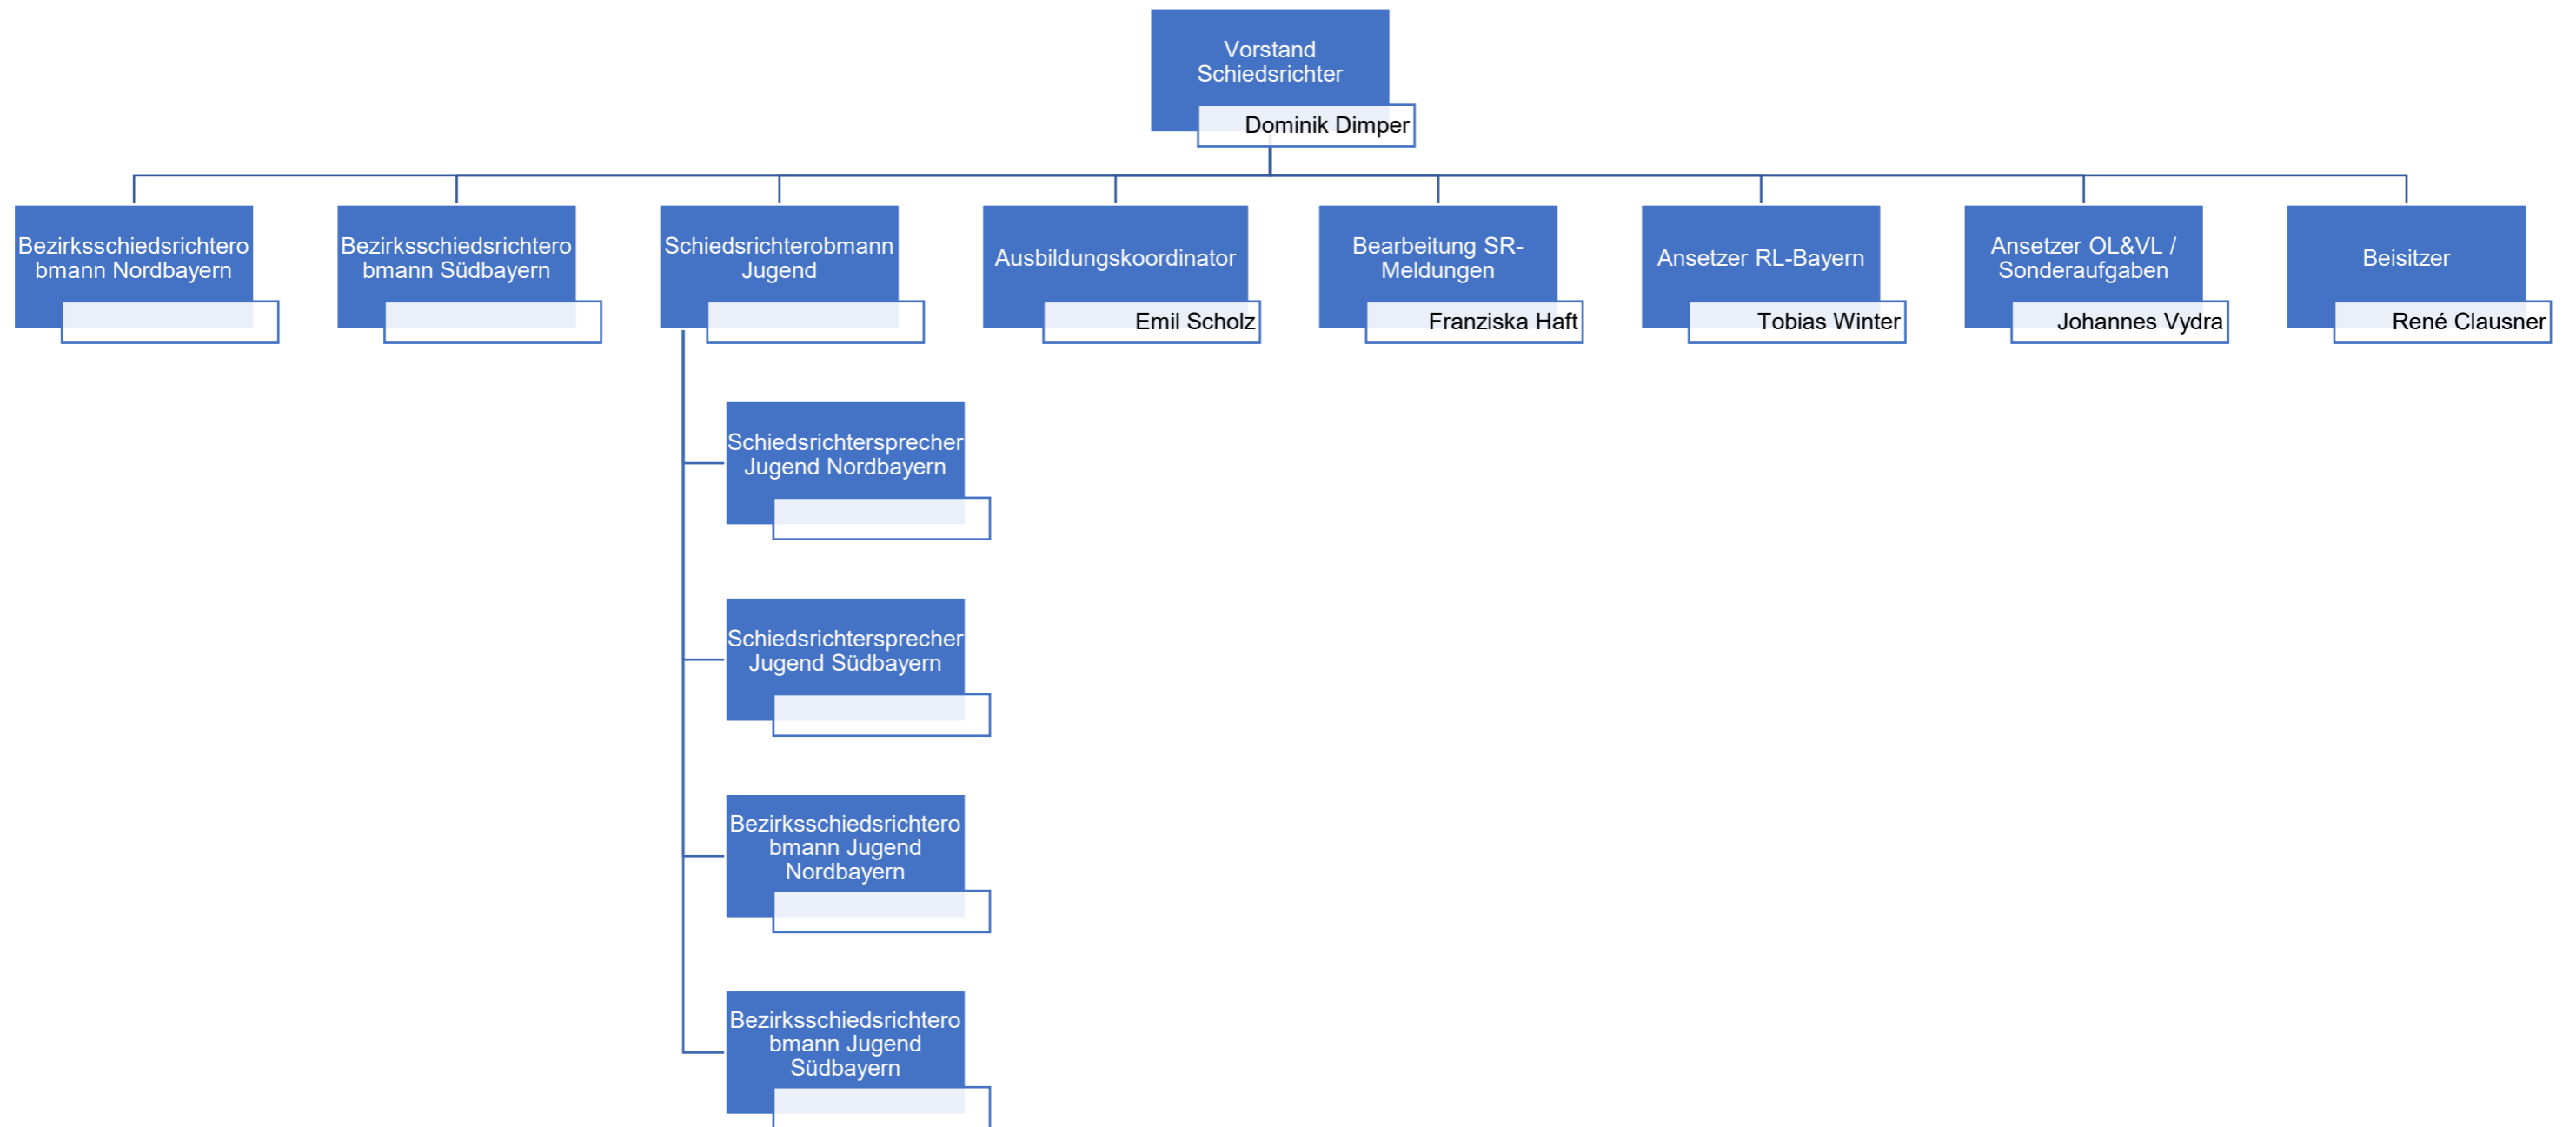 Vorstand
Schiedsrichter
Dominik Dimper
Bezirksschiedsrichtero
bmann Nordbayern
Bezirksschiedsrichtero
bmann Südbayern
Schiedsrichterobmann
Jugend
Ausbildungskoordinator
Emil Scholz
Bearbeitung SR-
Meldungen
Franziska Haft
Ansetzer RL-Bayern
Tobias Winter
Ansetzer OL&VL /
Sonderaufgaben
Johannes Vydra
Beisitzer
René Clausner
Schiedsrichtersprecher
Jugend Nordbayern
Schiedsrichtersprecher
Jugend Südbayern
Bezirksschiedsrichtero
bmann Jugend
Nordbayern
Bezirksschiedsrichtero
bmann Jugend
Südbayern